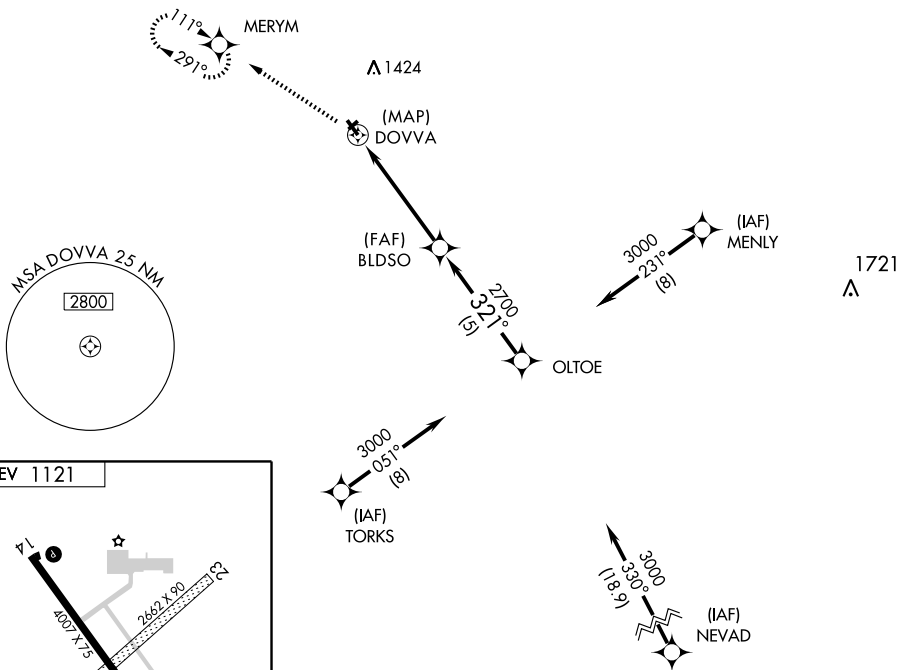 111°
291°
MERYM
1424
(MAP)
DOVVA
(FAF)
BLDSO
(IAF)
MENLY
3000
231°
(8)
1721
MSA DOVVA 25 NM
2800
2700
321°
(5)
OLTOE
3000
051°
(8)
(IAF)
TORKS
EV 1121
14
P
23
4007 X 75
2662 X 90
3000
330°
(18.9)
(IAF)
NEVAD